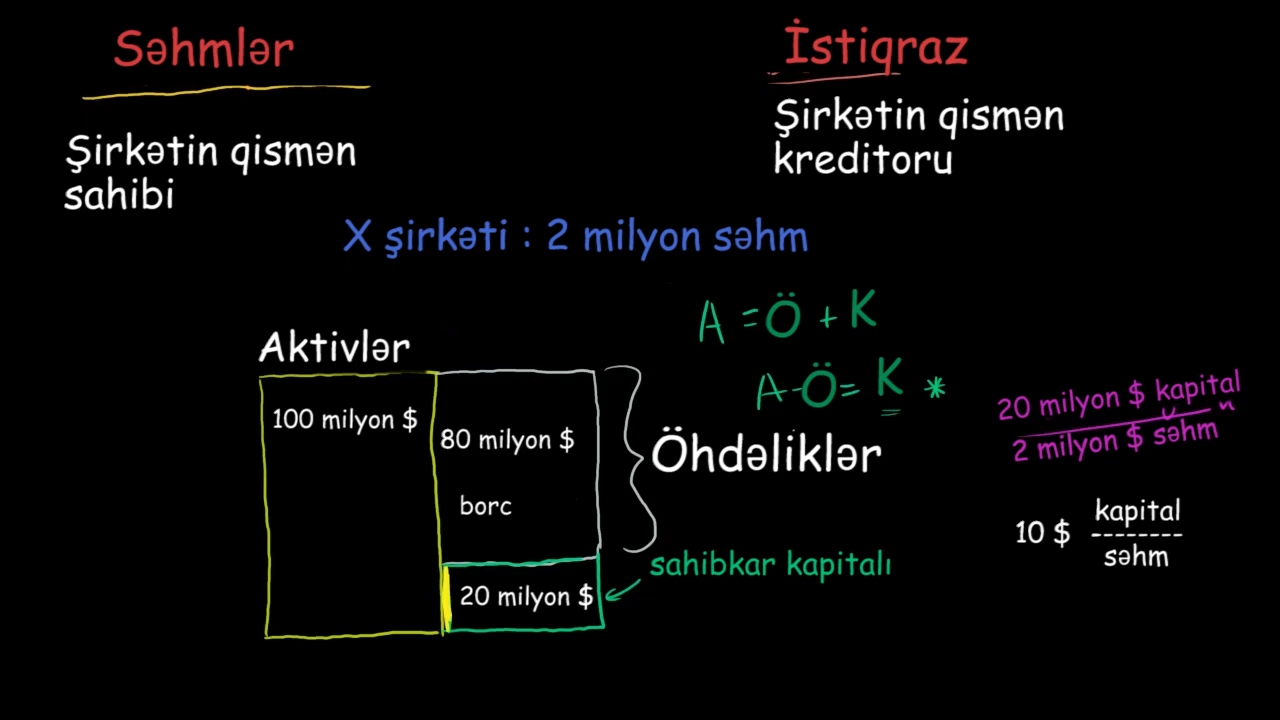 Səhmlər
İstiqraz
Şirkətin qismən
sahibi
Şirkətin qismən
kreditoru
X şirkəti : 2 milyon səhm
A = Ö + K
A - Ö = K *
Aktivlər
100 milyon $
80 milyon $
borc
Öhdəliklər
20 milyon $
sahibkar kapitalı
20 milyon $ kapital
2 milyon $ səhm
10 $ kapital
--------
səhm